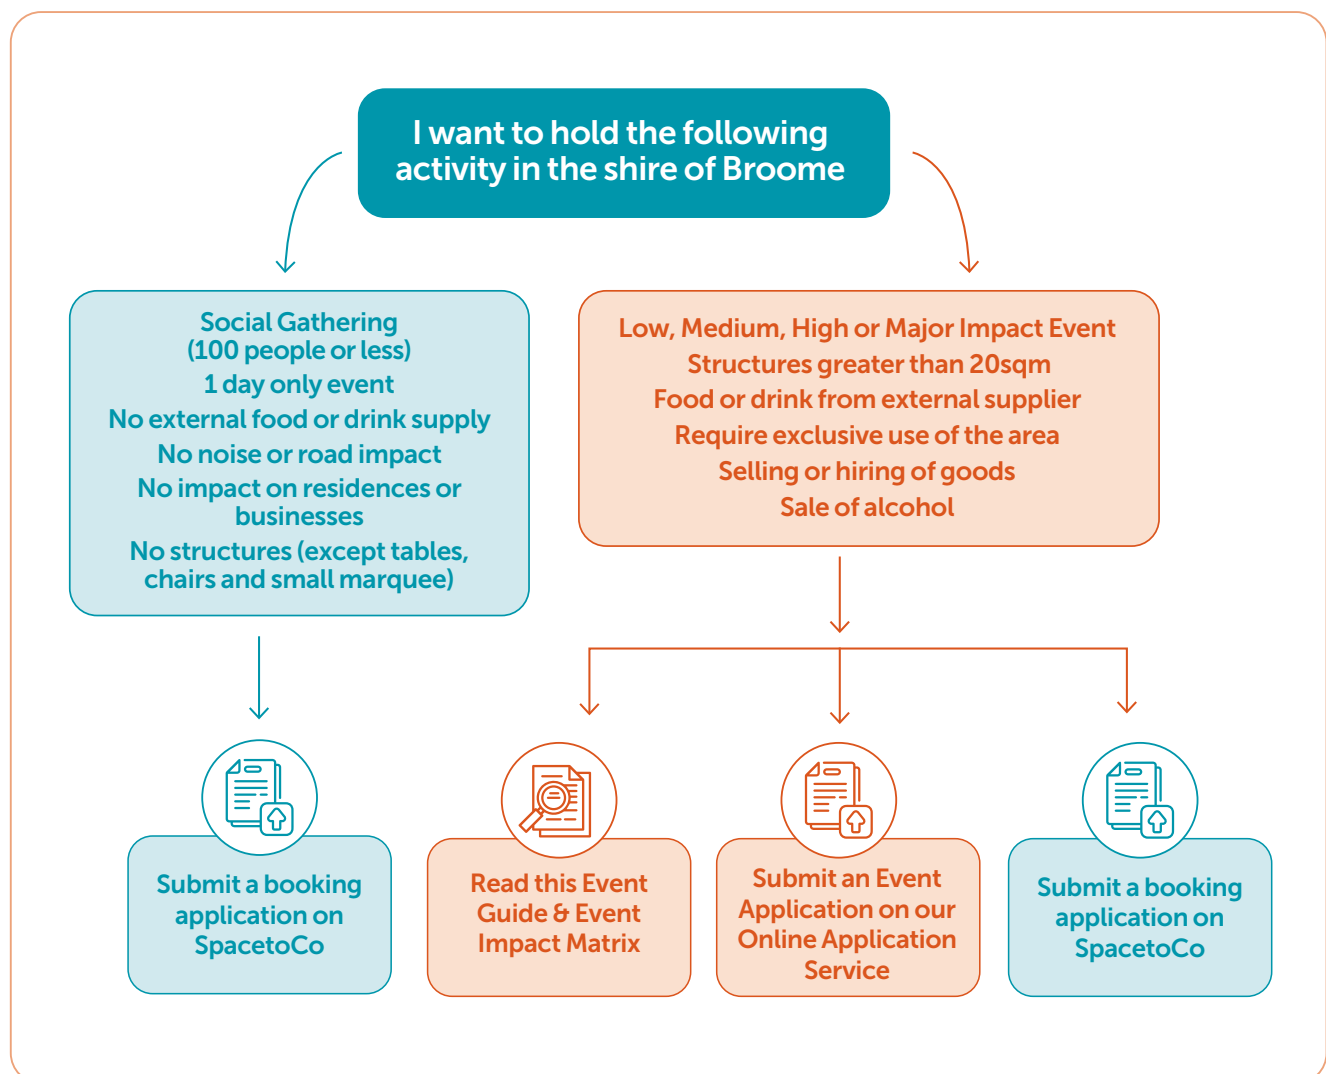 I want to hold the following
activity in the shire of Broome
Social Gathering
(100 people or less)
1 day only event
No external food or drink supply
No noise or road impact
No impact on residences or
businesses
No structures (except tables,
chairs and small marquee)
Low, Medium, High or Major Impact Event
Structures greater than 20sqm
Food or drink from external supplier
Require exclusive use of the area
Selling or hiring of goods
Sale of alcohol
Submit a booking
application on
SpacetoCo
Read this Event
Guide & Event
Impact Matrix
Submit an Event
Application on our
Online Application
Service
Submit a booking
application on
SpacetoCo